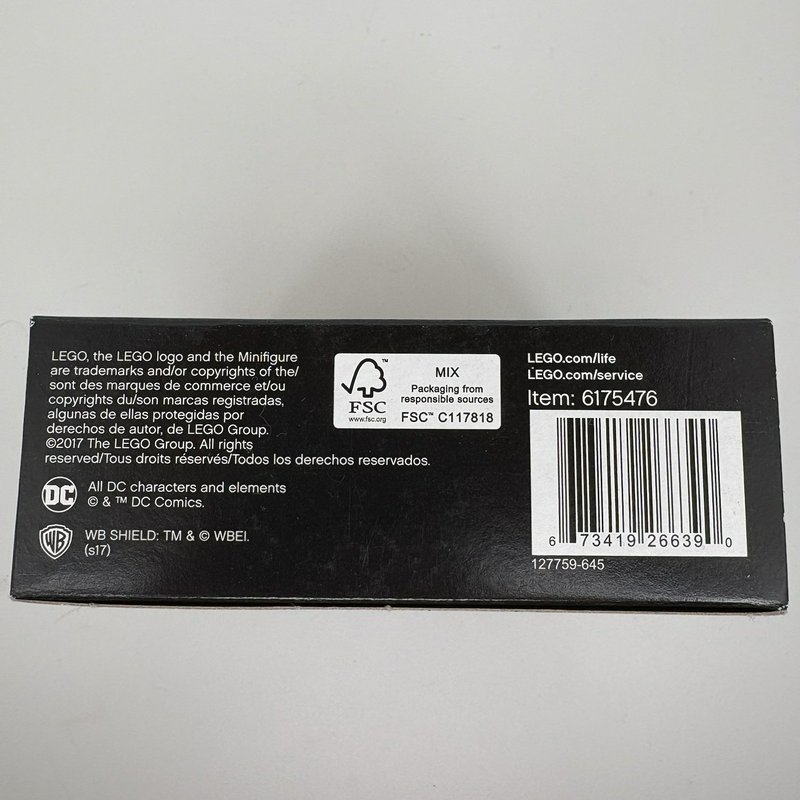 LEGO, the LEGO logo and the Minifigure
are trademarks and/or copyrights of the/
sont des marques de commerce et/ou
copyrights du/son marcas registradas,
algunas de ellas protegidas por
derechos de autor, de LEGO Group.
©2017 The LEGO Group. All rights
reserved/Tous droits réservés/Todos los derechos reservados.
DC
All DC characters and elements
© & ™ DC Comics.
WB
WB SHIELD: TM & © WBEI.
(s17)
™
FSC
www.fsc.org
MIX
Packaging from
responsible sources
FSC™ C117818
LEGO.com/life
LEGO.com/service
Item: 6175476
6 73419 26639 0
127759-645